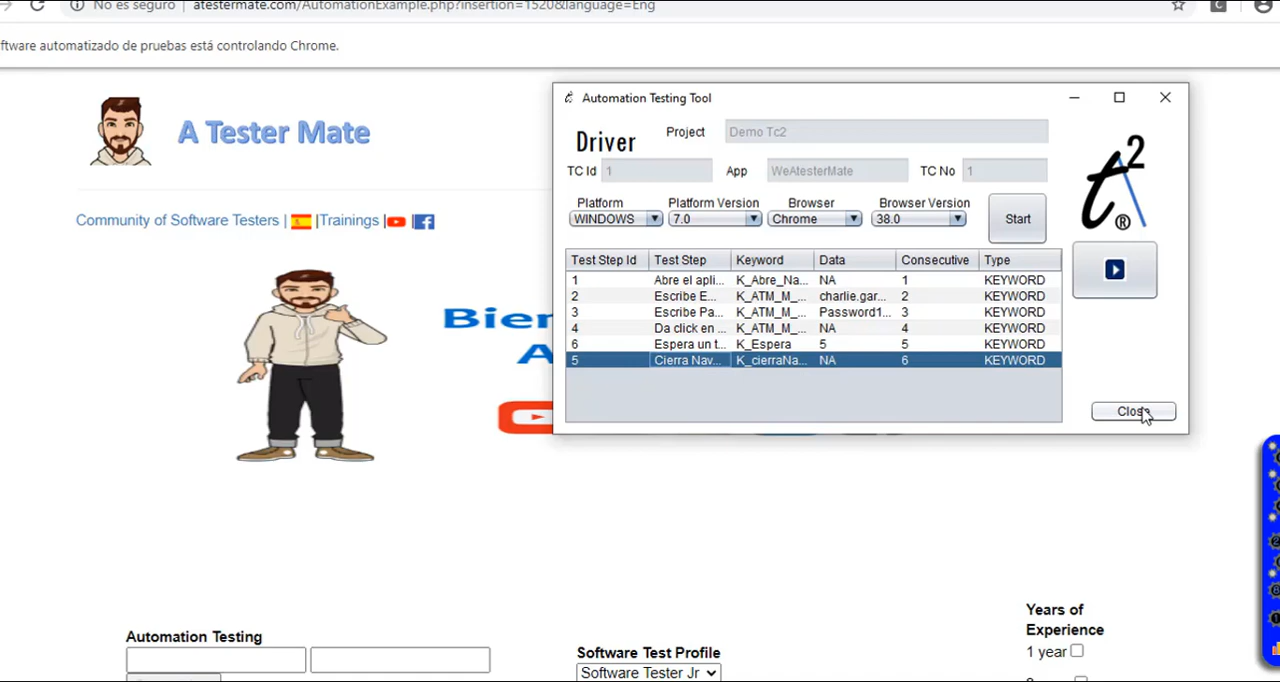 No es seguro | atestermate.com/AutomationExample.php?insertion=1520&language=Eng
ftware automatizado de pruebas está controlando Chrome.
A Tester Mate
Community of Software Testers | |Trainings | |
Bien
A
Automation Testing Tool
Driver
Project Demo Tc2
TC Id 1 App WeAtesterMate TC No 1
Platform Platform Version Browser Browser Version
WINDOWS 7.0 Chrome 38.0 Start
t2®
Test Step Id Test Step Keyword Data Consecutive Type
1 Abre el apli... K_Abre_Na... NA 1 KEYWORD
2 Escribe E... K_ATM_M_... charlie.gar... 2 KEYWORD
3 Escribe Pa... K_ATM_M_... Password1... 3 KEYWORD
4 Da click en ... K_ATM_M_... NA 4 KEYWORD
6 Espera un t... K_Espera 5 5 KEYWORD
5 Cierra Nav... K_cierraNa... NA 6 KEYWORD
Close
Automation Testing
Software Test Profile
Software Tester Jr
Years of
Experience
1 year